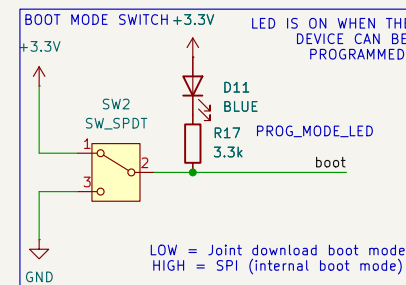 BOOT MODE SWITCH
+3.3V
LED IS ON WHEN THE
DEVICE CAN BE
PROGRAMMED
+3.3V
D11
BLUE
SW2
SW_SPDT
R17
3.3k
PROG_MODE_LED
1
2
3
boot
LOW = Joint download boot mode
HIGH = SPI (internal boot mode)
GND